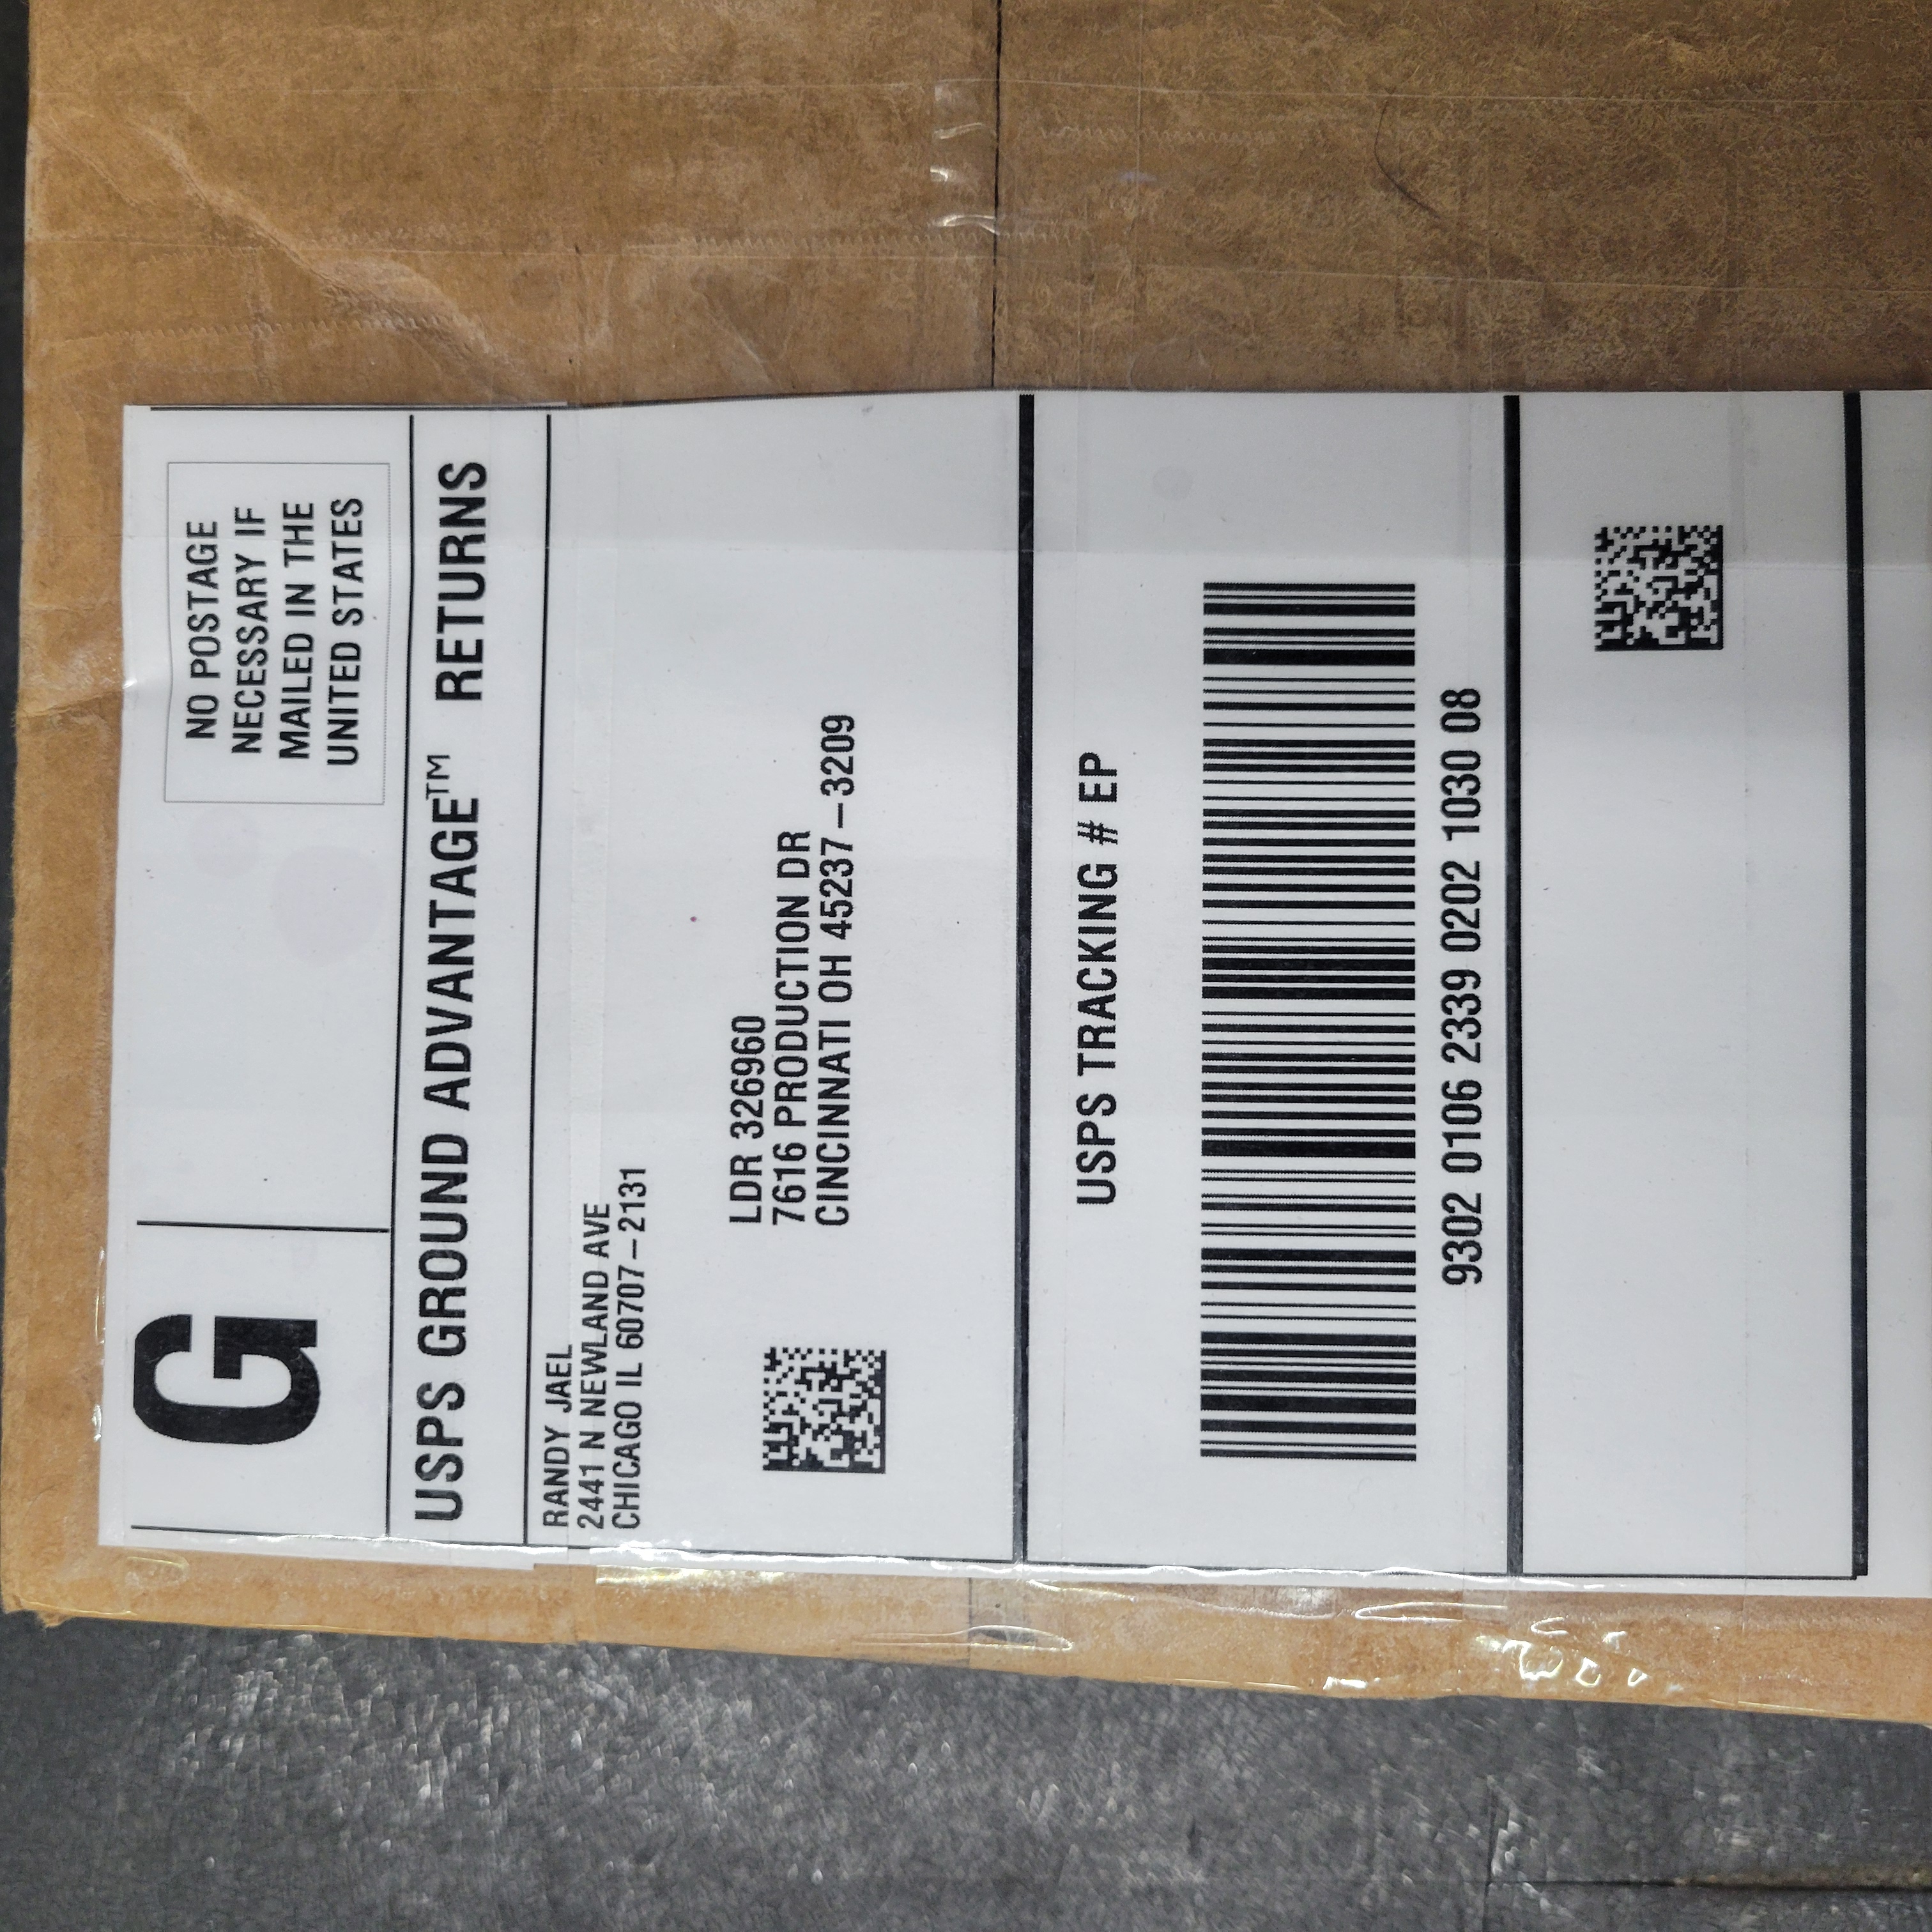 NO POSTAGE
NECESSARY IF
MAILED IN THE
UNITED STATES
G
USPS GROUND ADVANTAGE™ RETURNS
RANDY JAEL
2441 N NEWLAND AVE
CHICAGO IL 60707-2131
LDR 326960
7616 PRODUCTION DR
CINCINNATI OH 45237-3209
USPS TRACKING # EP
9302 0106 2339 0202 1030 08